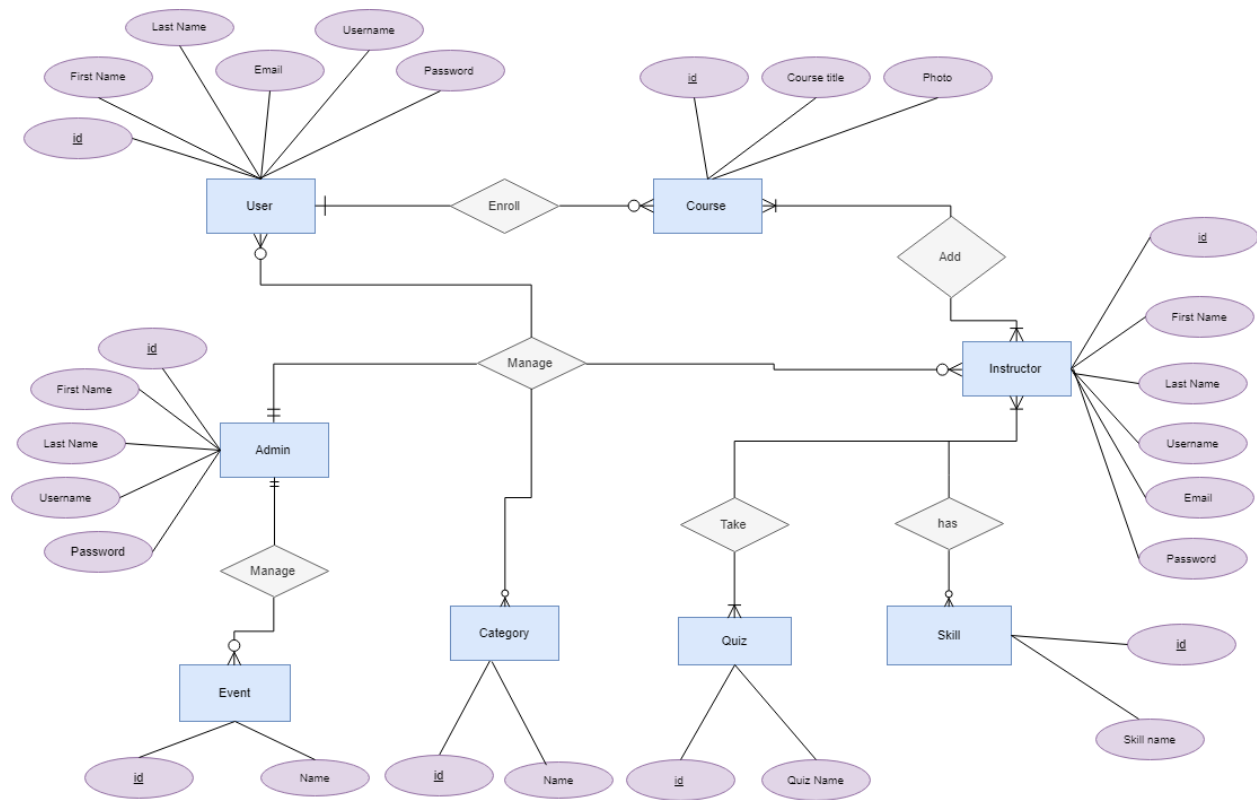 Last Name
Username
First Name
Email
Password
id
Course title
Photo
id
User
Enroll
Course
id
Add
First Name
id
Manage
Instructor
First Name
Last Name
Last Name
Admin
Username
Username
Email
Password
Take
has
Password
Manage
Category
Quiz
Skill
id
Event
Skill name
id
Name
id
Name
id
Quiz Name